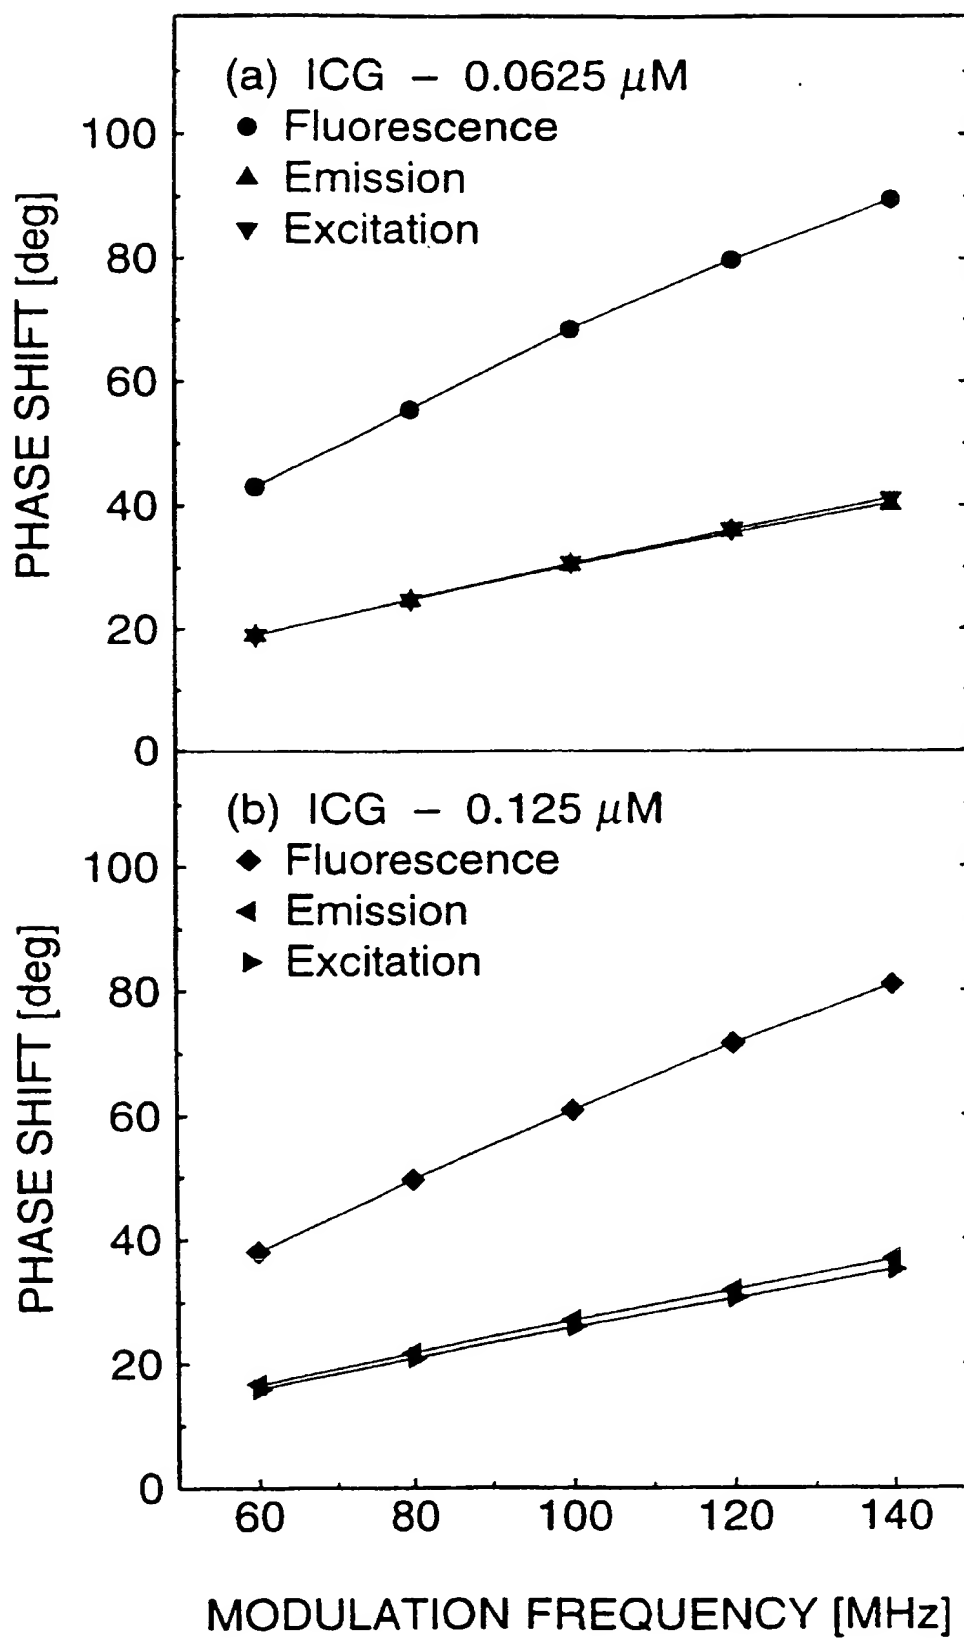 (a) ICG – 0.0625 μM
Fluorescence
Emission
Excitation
100
80
60
40
20
0
PHASE SHIFT [deg]
(b) ICG – 0.125 μM
Fluorescence
Emission
Excitation
100
80
60
40
20
0
PHASE SHIFT [deg]
60 80 100 120 140
MODULATION FREQUENCY [MHz]